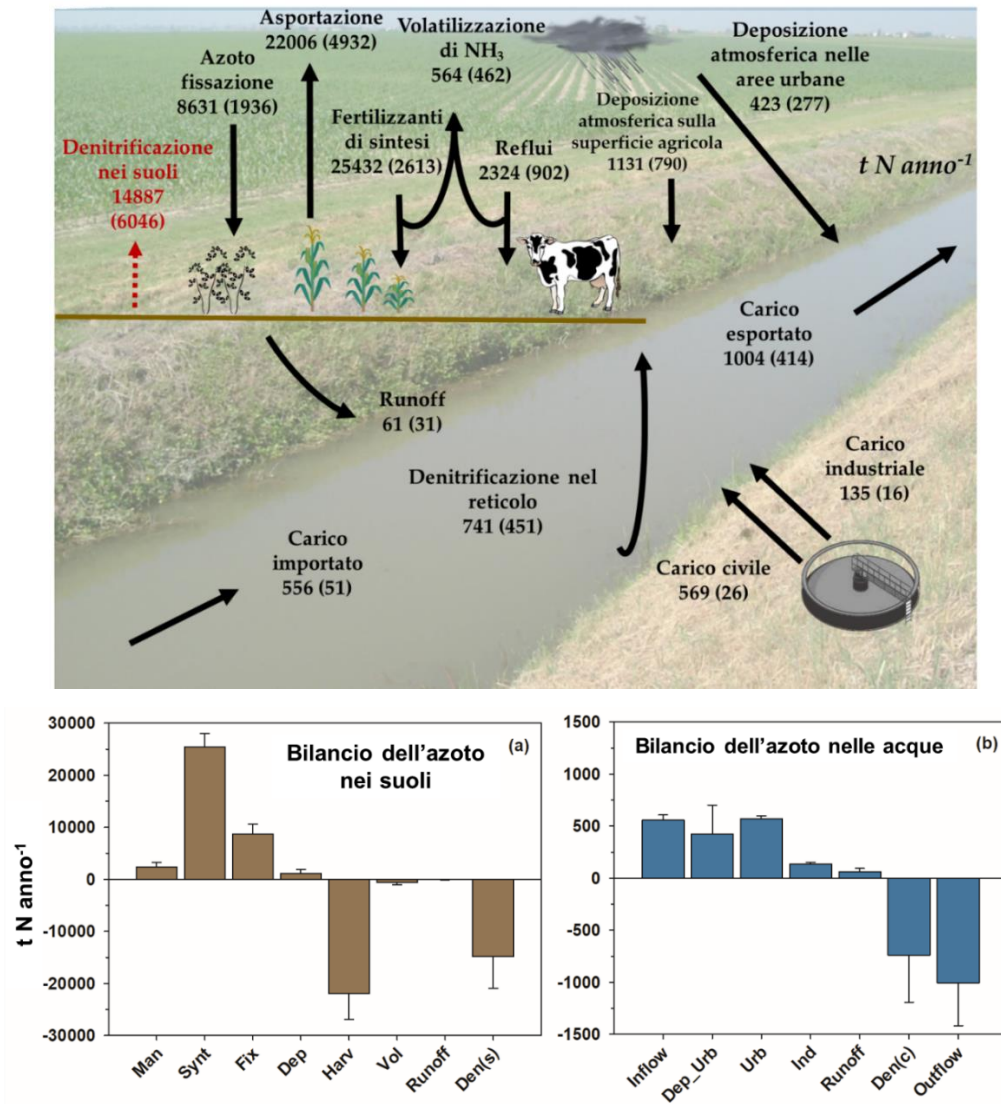 Asportazione
22006 (4932)
Volatilizzazione
di NH₃
564 (462)
Deposizione
atmosferica nelle
aree urbane
423 (277)
Azoto
fissazione
8631 (1936)
Fertilizzanti
di sintesi
25432 (2613)
Reflui
2324 (902)
Deposizione
atmosferica sulla
superficie agricola
1131 (790)
t N anno⁻¹
Denitrificazione
nei suoli
14887
(6046)
Carico
esportato
1004 (414)
Runoff
61 (31)
Denitrificazione nel
reticolo
741 (451)
Carico
industriale
135 (16)
Carico
importato
556 (51)
Carico civile
569 (26)
Bilancio dell'azoto
nei suoli
(a)
t N anno⁻¹
30000
20000
10000
0
-10000
-20000
-30000
Man
Synt
Fix
Dep
Harv
Vol
Runoff
Den(s)
Bilancio dell'azoto nelle acque
(b)
1500
1000
500
0
-500
-1000
-1500
Inflow
Dep_Urb
Urb
Ind
Runoff
Den(c)
Outflow